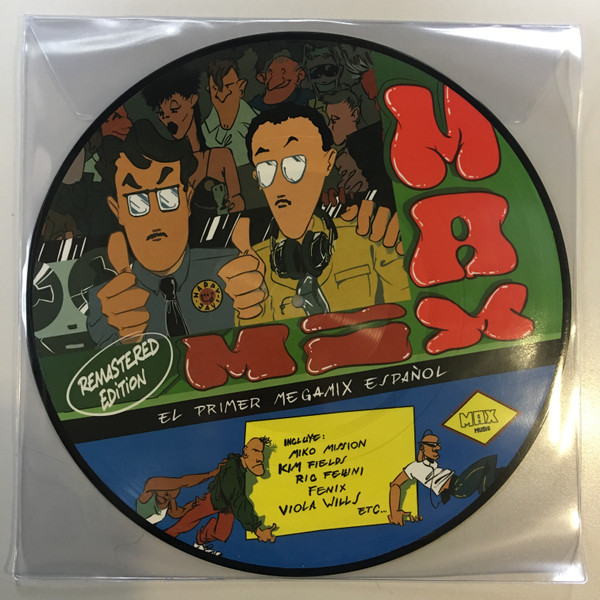 MAX
MIX
REMASTERED
EDITION
EL PRIMER MEGAMIX ESPAÑOL
MAX
MUSIC
INCLUYE:
MIKO MISSION
KIM FIELDS
RIC FELLINI
FENIX
VIOLA WILLS
ETC...